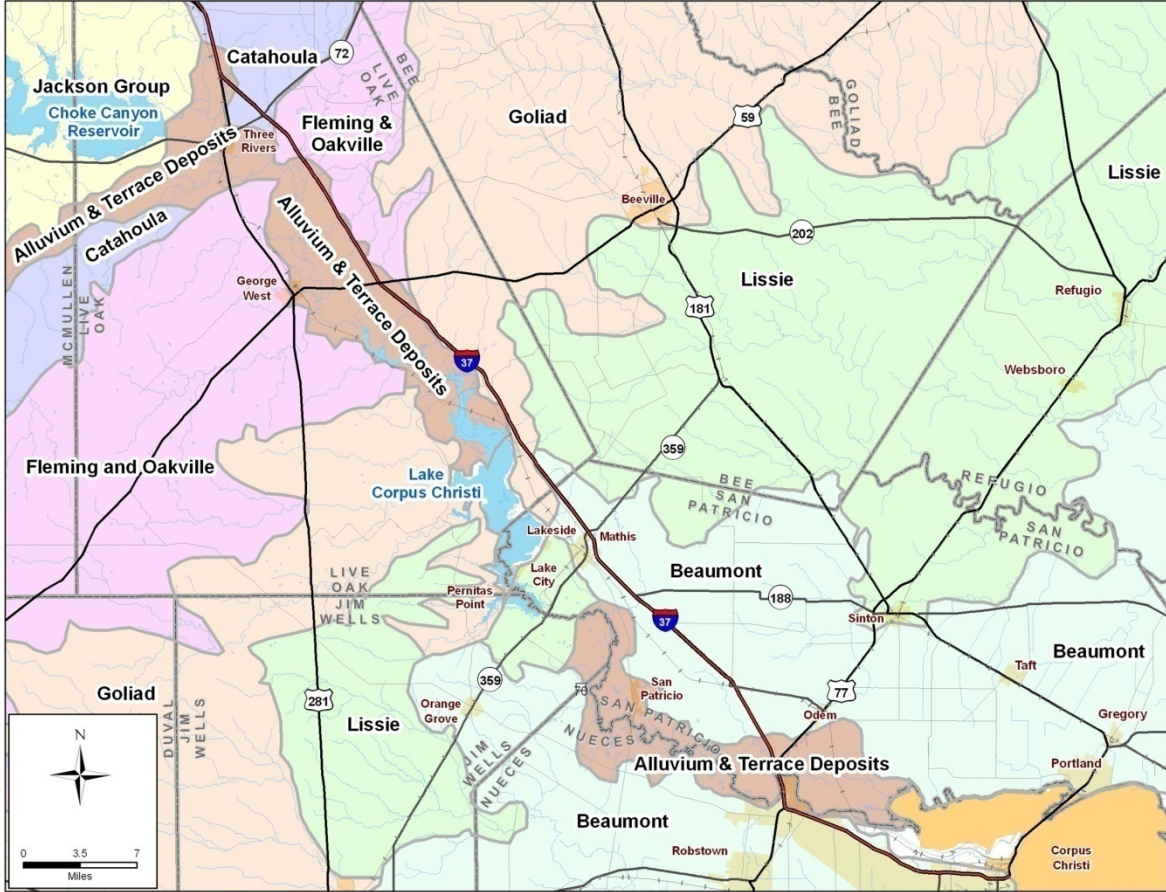 Catahoula
72
Jackson Group
Choke Canyon
Reservoir
BEE
LIVE
OAK
Goliad
59
GOLIAD
BEE
Fleming &
Oakville
Three
Rivers
Alluvium & Terrace Deposits
Catahoula
Lissie
Beeville
202
Alluvium & Terrace Deposits
MCMULLEN
LIVE
OAK
George
West
Lissie
Refugio
181
37
Websboro
359
Fleming and Oakville
Lake
Corpus Christi
BEE
SAN
PATRICIO
REFUGIO
SAN
PATRICIO
Lakeside
Mathis
Lake
City
Beaumont
LIVE
OAK
JIM
WELLS
Pernitas
Point
188
37
Sinton
Beaumont
Taft
Goliad
DUVAL
JIM
WELLS
281
Lissie
359
Orange
Grove
70
San
Patricio
SAN PATRICIO
NUECES
77
Odem
Gregory
JIM
WELLS
NUECES
Alluvium & Terrace Deposits
Portland
Beaumont
Robstown
Corpus
Christi
N
0
3.5
7
Miles